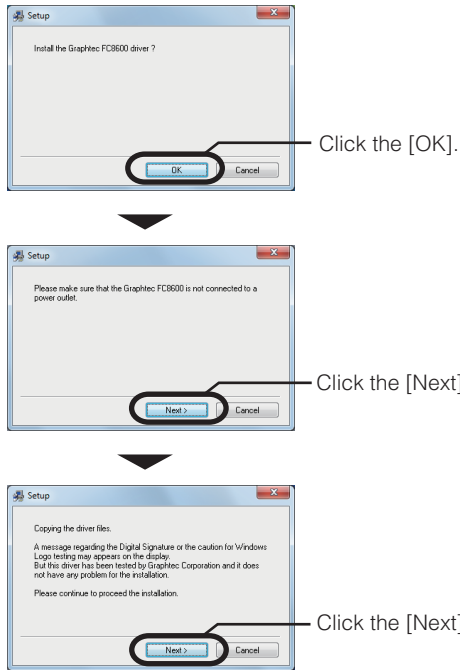 Setup
Install the Graphtec FC8600 driver ?
Click the [OK].
OK
Cancel
Setup
Please make sure that the Graphtec FC8600 is not connected to a
power outlet.
Click the [Next]
Next >
Cancel
Setup
Copying the driver files.
A message regarding the Digital Signature or the caution for Windows
Logo testing may appears on the display.
But this driver has been tested by Graphtec Corporation and it does
not have any problem for the installation.
Please continue to proceed the installation.
Click the [Next]
Next >
Cancel